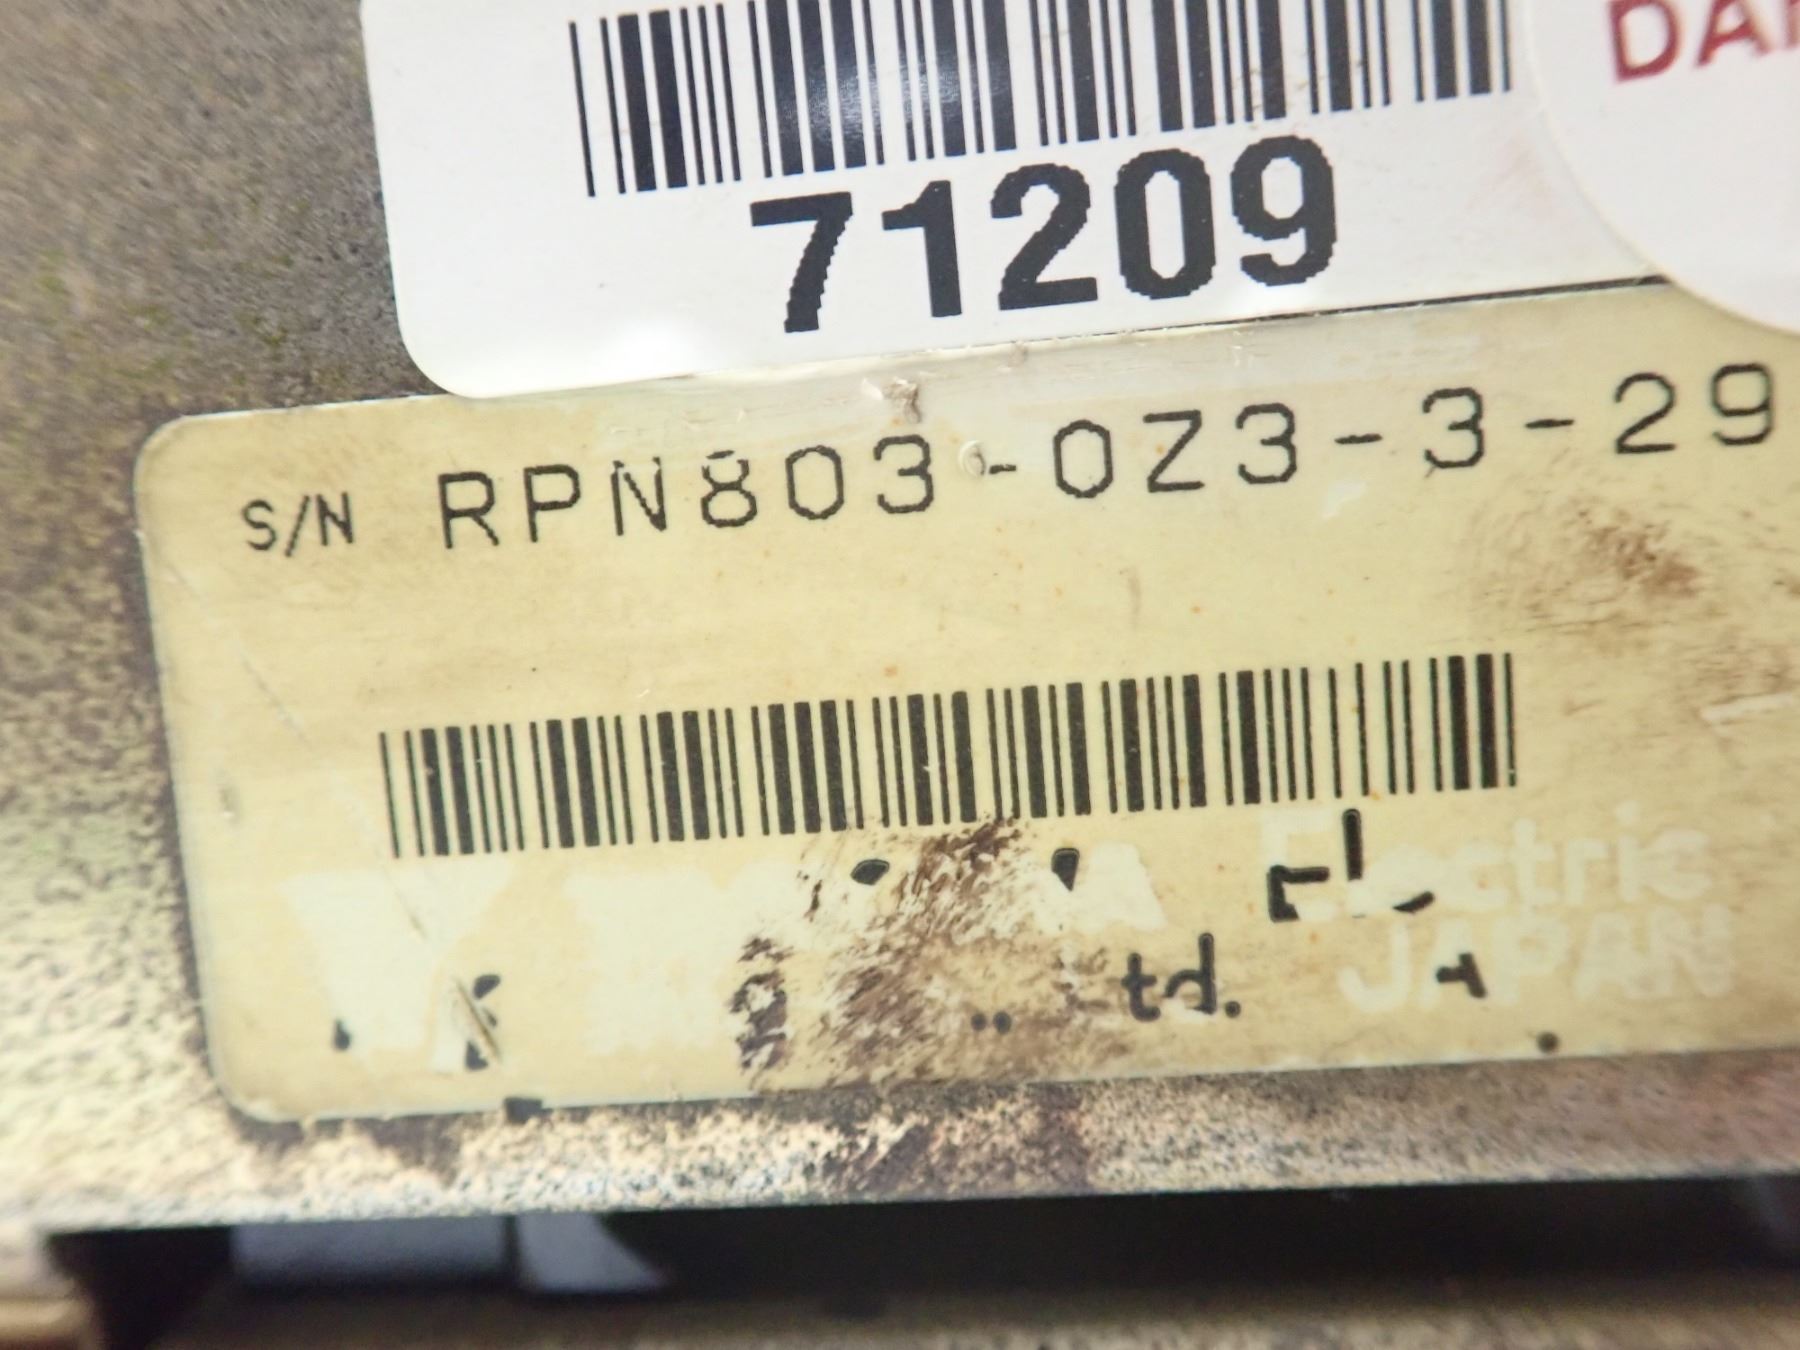 DA
71209
S/N RPN803-0Z3-3-29
Electric
td. JAPAN